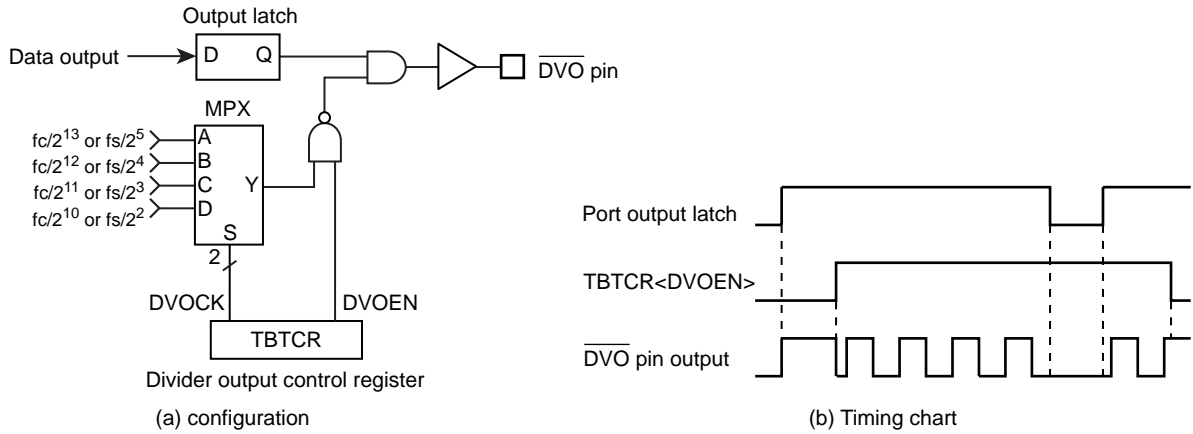 Output latch
Data output
D Q
DVO pin
MPX
fc/2^13 or fs/2^5
A
fc/2^12 or fs/2^4
B
fc/2^11 or fs/2^3
C
Y
fc/2^10 or fs/2^2
D
S
2
DVOCK
DVOEN
TBTCR
Divider output control register
(a) configuration
Port output latch
TBTCR<DVOEN>
DVO pin output
(b) Timing chart